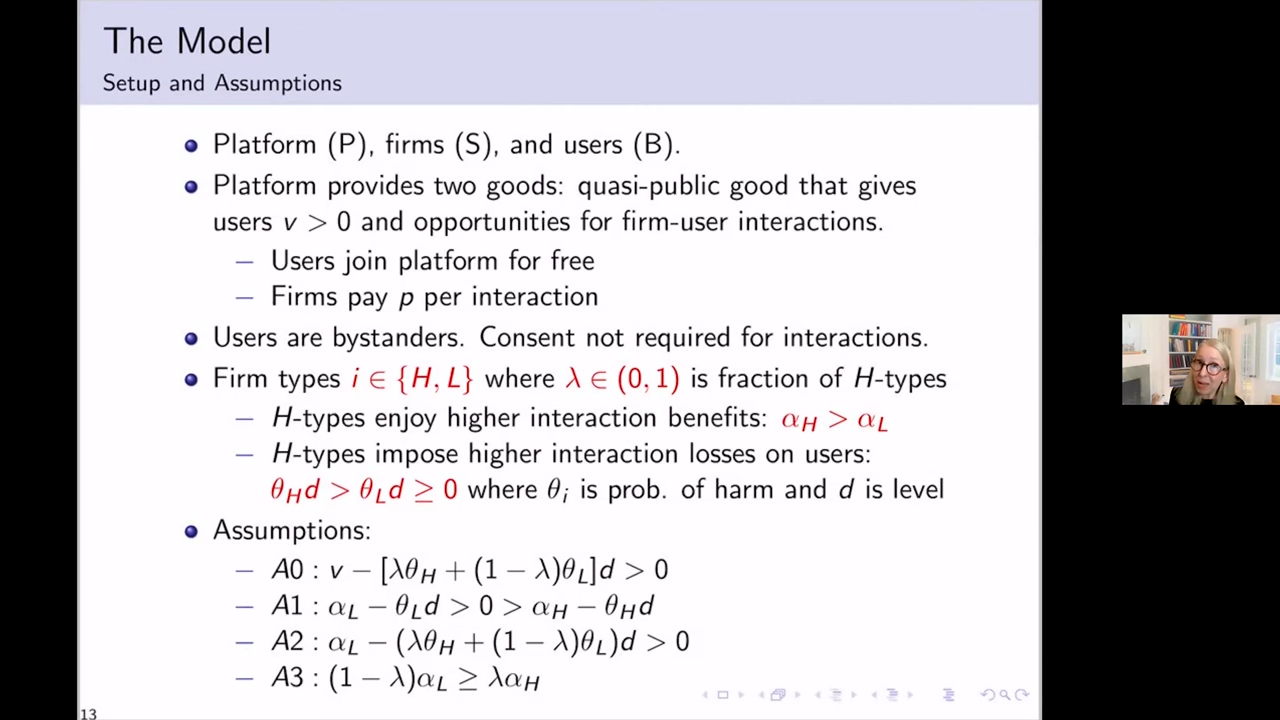 The Model
Setup and Assumptions
Platform (P), firms (S), and users (B).
Platform provides two goods: quasi-public good that gives
users v > 0 and opportunities for firm-user interactions.
– Users join platform for free
– Firms pay p per interaction
Users are bystanders. Consent not required for interactions.
Firm types i ∈ {H, L} where λ ∈ (0, 1) is fraction of H-types
– H-types enjoy higher interaction benefits: α_H > α_L
– H-types impose higher interaction losses on users:
θ_H d > θ_L d ≥ 0 where θ_i is prob. of harm and d is level
Assumptions:
– A0 : v − [λθ_H + (1 − λ)θ_L]d > 0
– A1 : α_L − θ_L d > 0 > α_H − θ_H d
– A2 : α_L − (λθ_H + (1 − λ)θ_L)d > 0
– A3 : (1 − λ)α_L ≥ λα_H
13